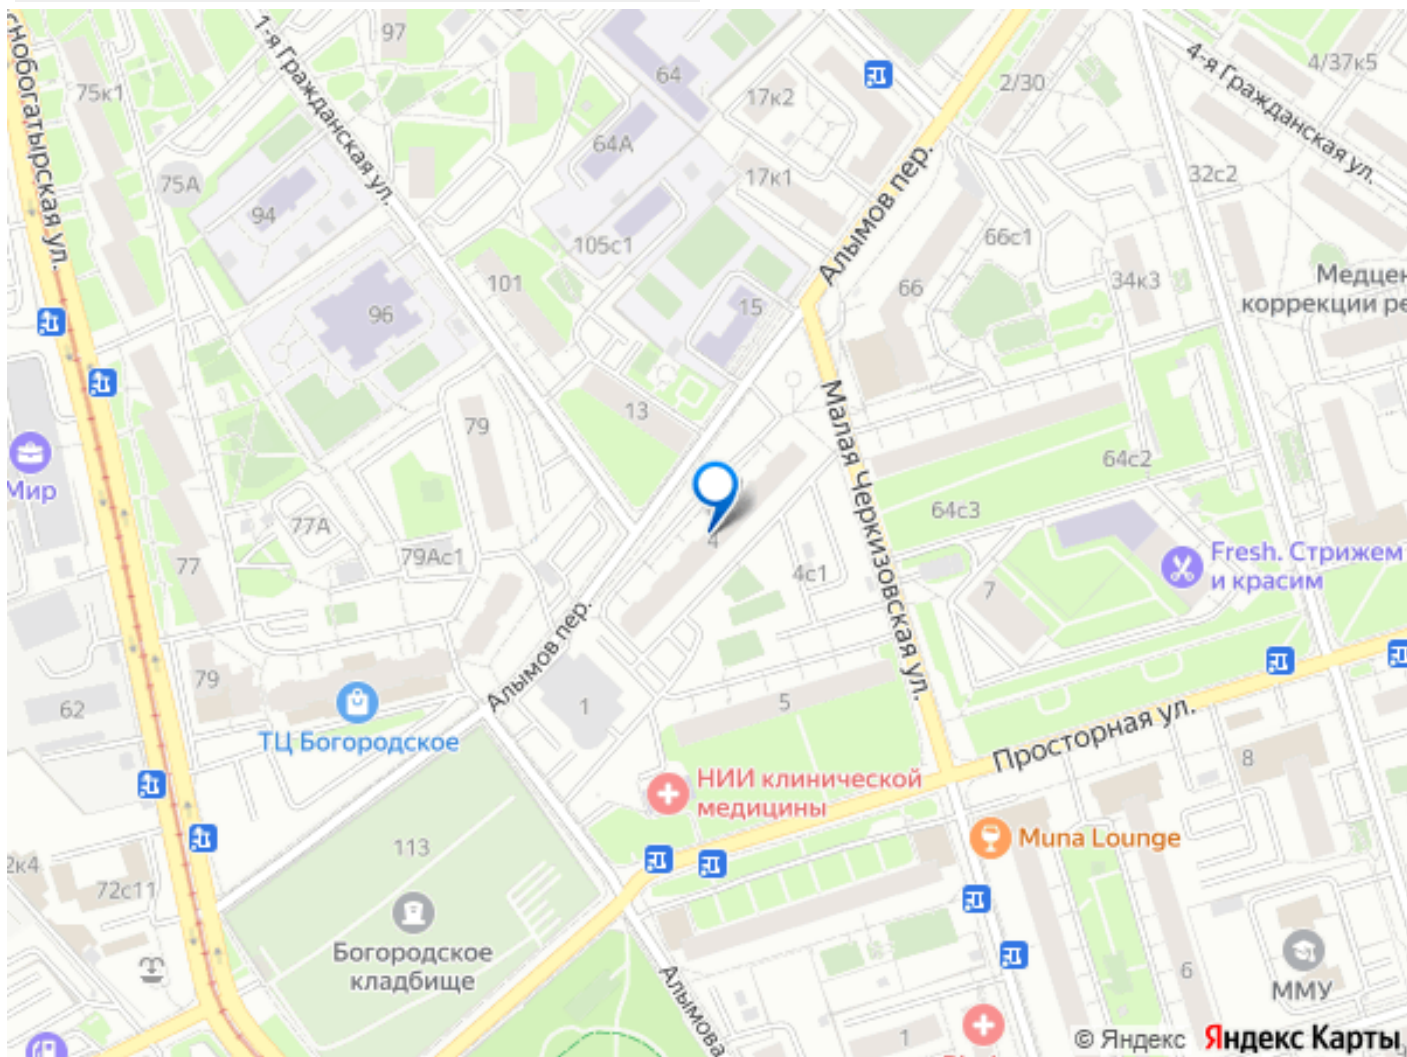 снобогатырская ул.
1-я Гражданская ул.
97
64
4-я Гражданская ул.
4/37к5
75к1
17к2
2/30
64А
75А
17к1
Алымов пер.
32с2
94
105с1
66с1
101
66
34к3
Медцен
коррекции ре
96
15
13
79
Малая Черкизовская ул.
64с2
Мир
77А
64с3
79Ас1
4
77
4с1
7
Fresh. Стрижем
и красим
Алымов пер.
79
62
1
5
ТЦ Богородское
Просторная ул.
8
НИИ клинической
медицины
Muna Lounge
113
2к4
72с11
Богородское
кладбище
Алымова
6
ММУ
1
© Яндекс Яндекс Карты